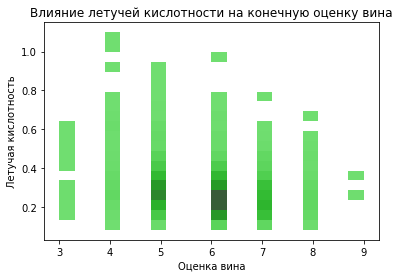 Влияние летучей кислотности на конечную оценку вина
Летучая кислотность
1.0
0.8
0.6
0.4
0.2
3 4 5 6 7 8 9
Оценка вина